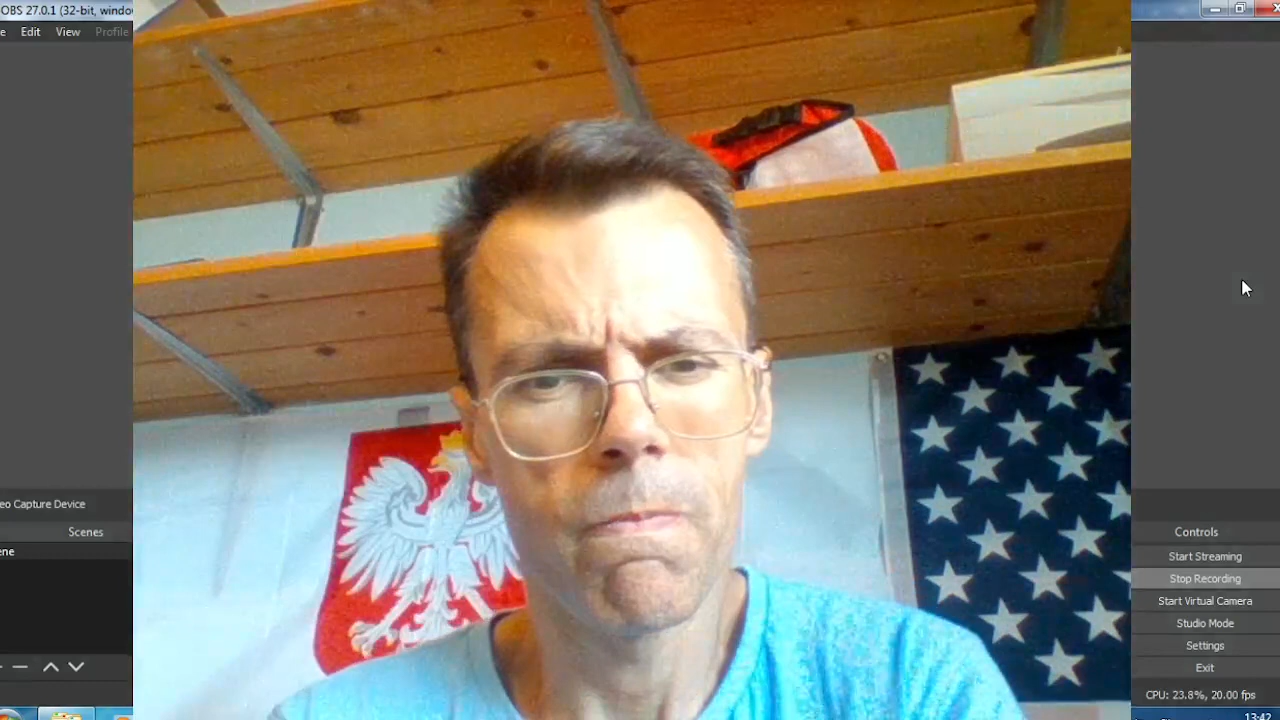 OBS 27.0.1 (32-bit, windo
e Edit View Profile
eo Capture Device
Scenes
ne
Controls
Start Streaming
Stop Recording
Start Virtual Camera
Studio Mode
Settings
Exit
CPU: 23.8%, 20.00 fps
13:42